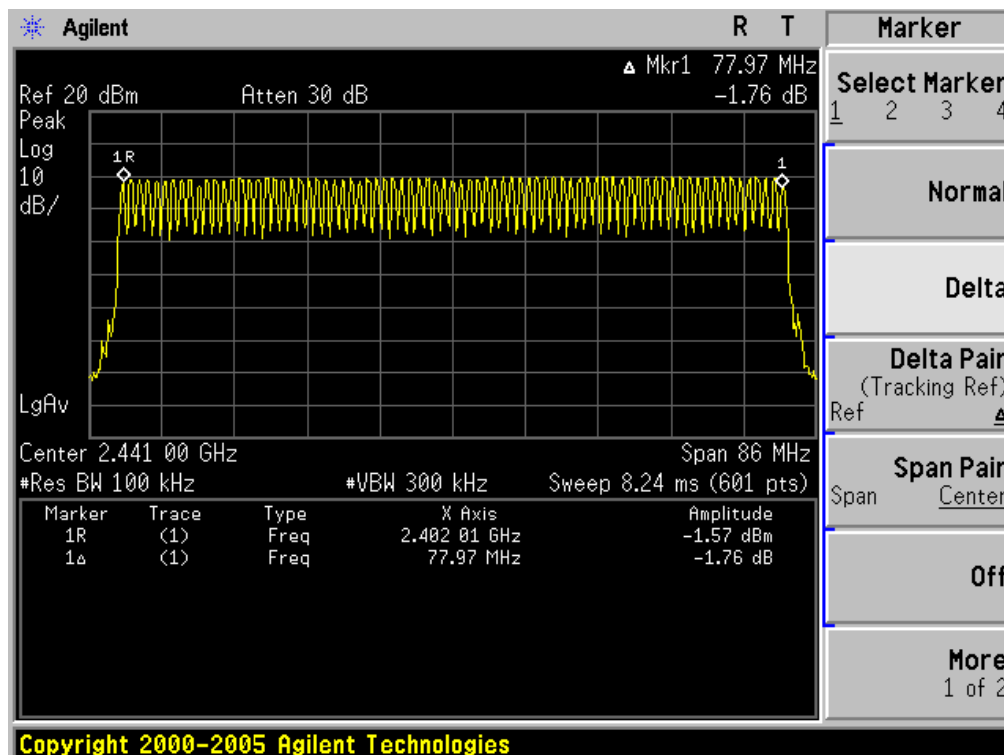 Agilent R T
Δ Mkr1 77.97 MHz
Ref 20 dBm Atten 30 dB −1.76 dB
Peak
Log
10
dB/
1R
1
LgAv
Center 2.441 00 GHz Span 86 MHz
#Res BW 100 kHz #VBW 300 kHz Sweep 8.24 ms (601 pts)
Marker Trace Type X Axis Amplitude
1R (1) Freq 2.402 01 GHz −1.57 dBm
1Δ (1) Freq 77.97 MHz −1.76 dB
Copyright 2000–2005 Agilent Technologies
Marker
Select Marker
1 2 3 4
Normal
Delta
Delta Pair
(Tracking Ref)
Ref Δ
Span Pair
Span Center
Off
More
1 of 2